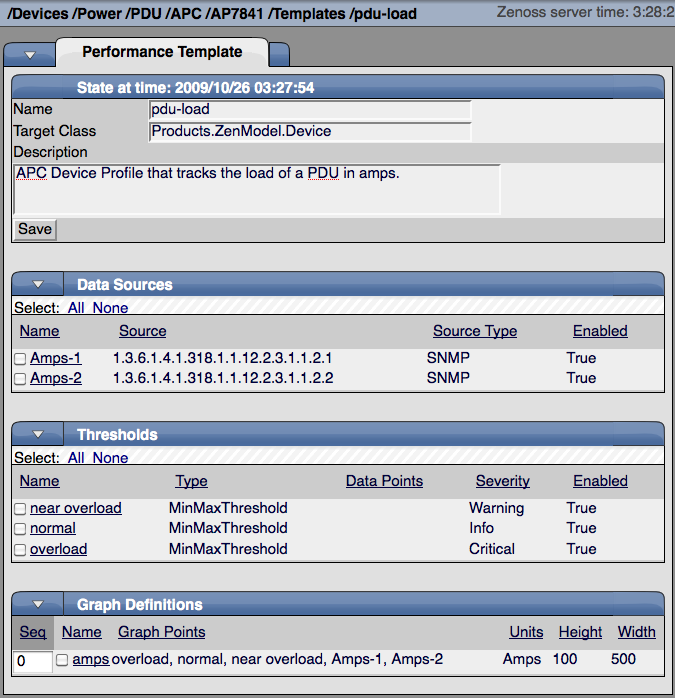 /Devices /Power /PDU /APC /AP7841 /Templates /pdu-load Zenoss server time: 3:28:2
Performance Template
State at time: 2009/10/26 03:27:54
Name pdu-load
Target Class Products.ZenModel.Device
Description
APC Device Profile that tracks the load of a PDU in amps.
Save
Data Sources
Select: All None
Name Source Source Type Enabled
Amps-1 1.3.6.1.4.1.318.1.1.12.2.3.1.1.2.1 SNMP True
Amps-2 1.3.6.1.4.1.318.1.1.12.2.3.1.1.2.2 SNMP True
Thresholds
Select: All None
Name Type Data Points Severity Enabled
near overload MinMaxThreshold Warning True
normal MinMaxThreshold Info True
overload MinMaxThreshold Critical True
Graph Definitions
Seq Name Graph Points Units Height Width
0 amps overload, normal, near overload, Amps-1, Amps-2 Amps 100 500